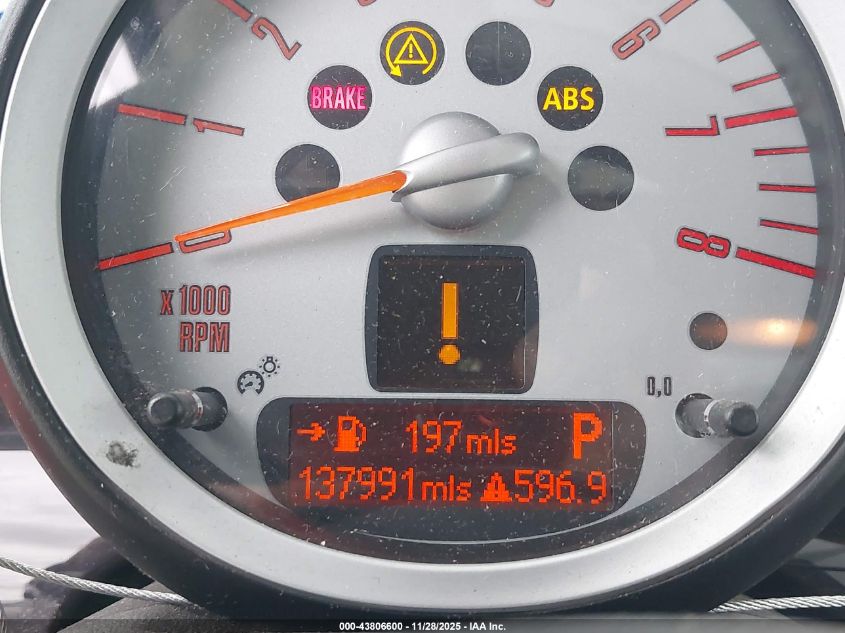 2
6
BRAKE
ABS
1
7
0
8
x 1000
RPM
0,0
197 mls P
137991 mls 596.9
000-43806600 - 11/28/2025 - IAA Inc.